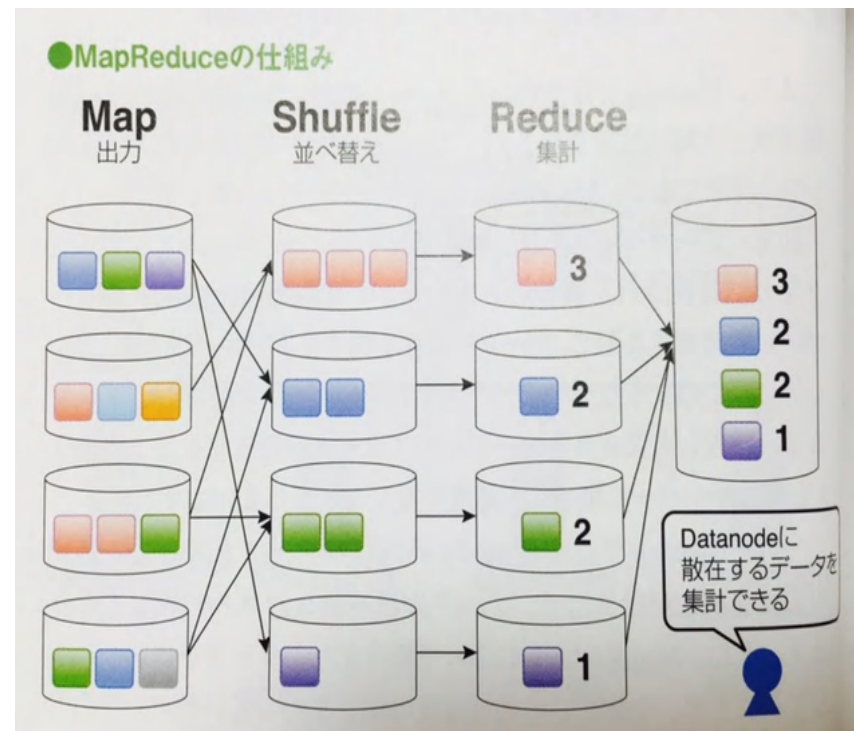 ●MapReduceの仕組み
Map
出力
Shuffle
並べ替え
Reduce
集計
3
2
2
1
3
2
2
1
Datanodeに
散在するデータを
集計できる